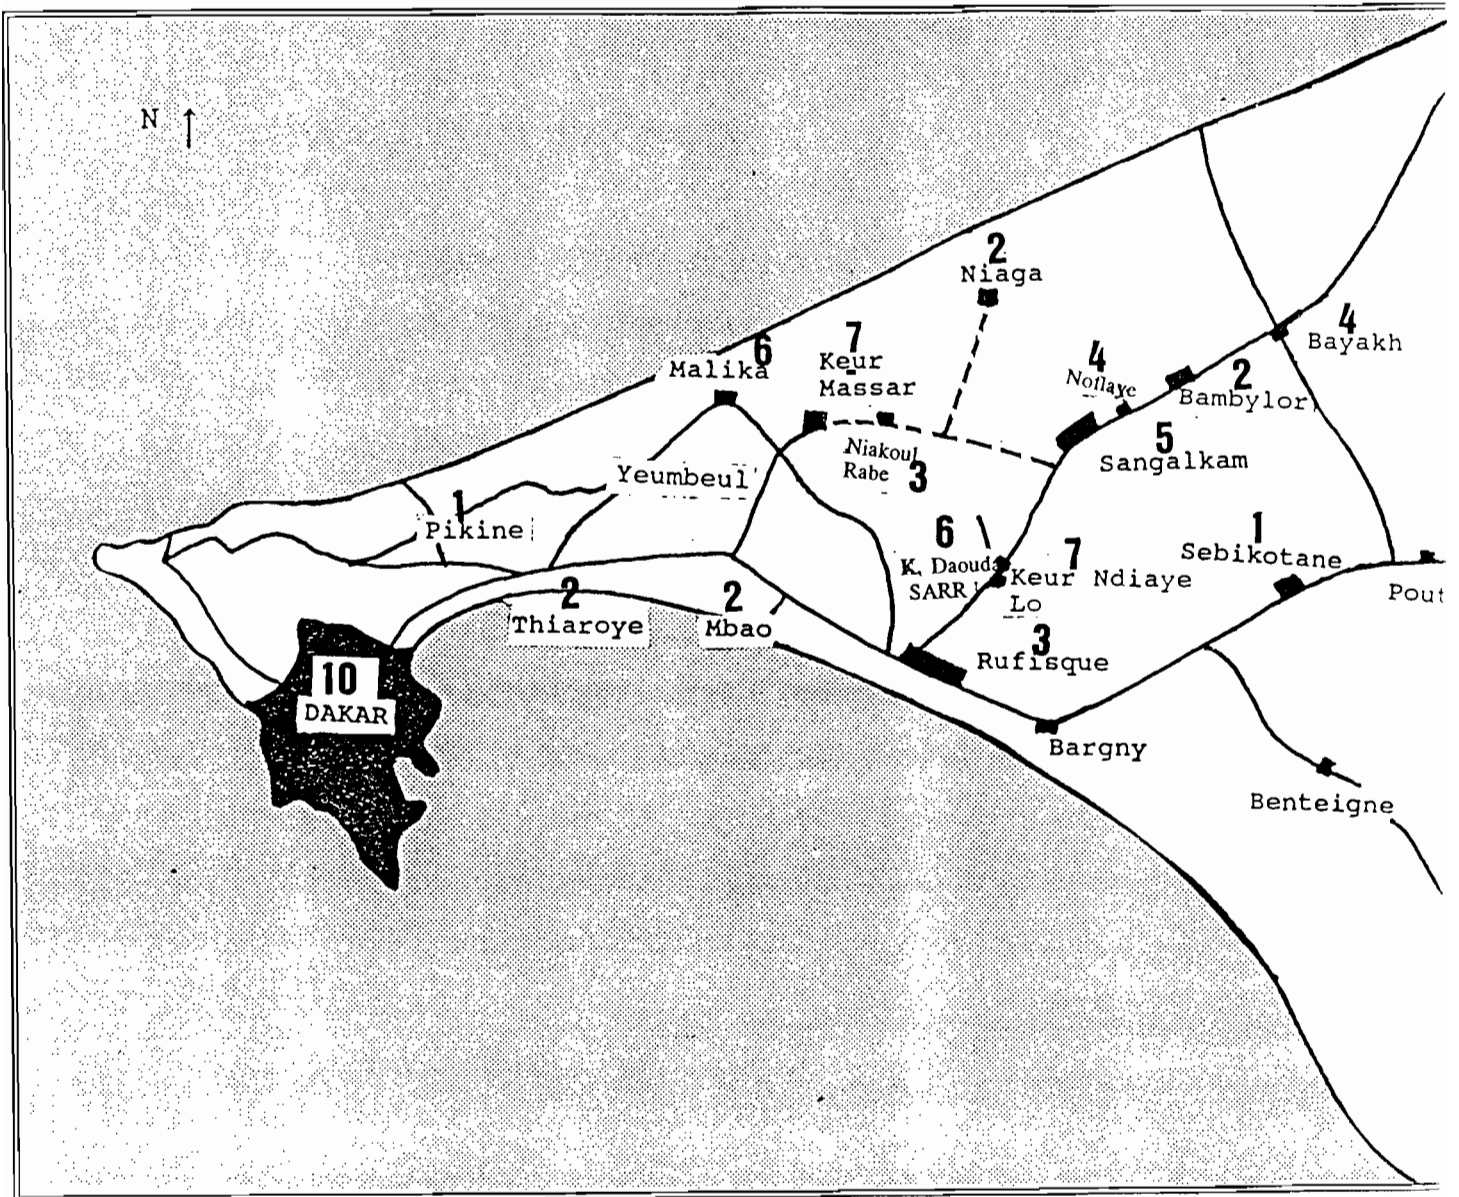 N
2
Niaga
4
Bayakh
6
Malika
7
Keur
Massar
4
Noflaye
2
Bambylor
Niakoul
Rabe
3
5
Sangalkam
Yeumbeul
1
Pikine
6
K. Daouda
SARR
7
Keur Ndiaye
Lo
1
Sebikotane
Pout
2
Thiaroye
2
Mbao
3
Rufisque
10
DAKAR
Bargny
Benteigne